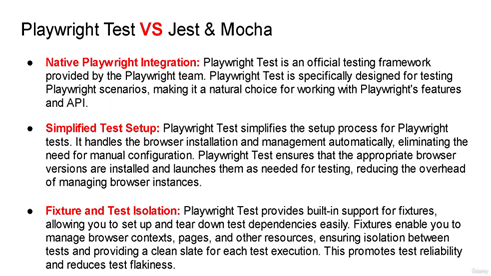 Playwright Test VS Jest & Mocha
● Native Playwright Integration: Playwright Test is an official testing framework
provided by the Playwright team. Playwright Test is specifically designed for testing
Playwright scenarios, making it a natural choice for working with Playwright's features
and API.
● Simplified Test Setup: Playwright Test simplifies the setup process for Playwright
tests. It handles the browser installation and management automatically, eliminating the
need for manual configuration. Playwright Test ensures that the appropriate browser
versions are installed and launches them as needed for testing, reducing the overhead
of managing browser instances.
● Fixture and Test Isolation: Playwright Test provides built-in support for fixtures,
allowing you to set up and tear down test dependencies easily. Fixtures enable you to
manage browser contexts, pages, and other resources, ensuring isolation between
tests and providing a clean slate for each test execution. This promotes test reliability
and reduces test flakiness.
Udemy